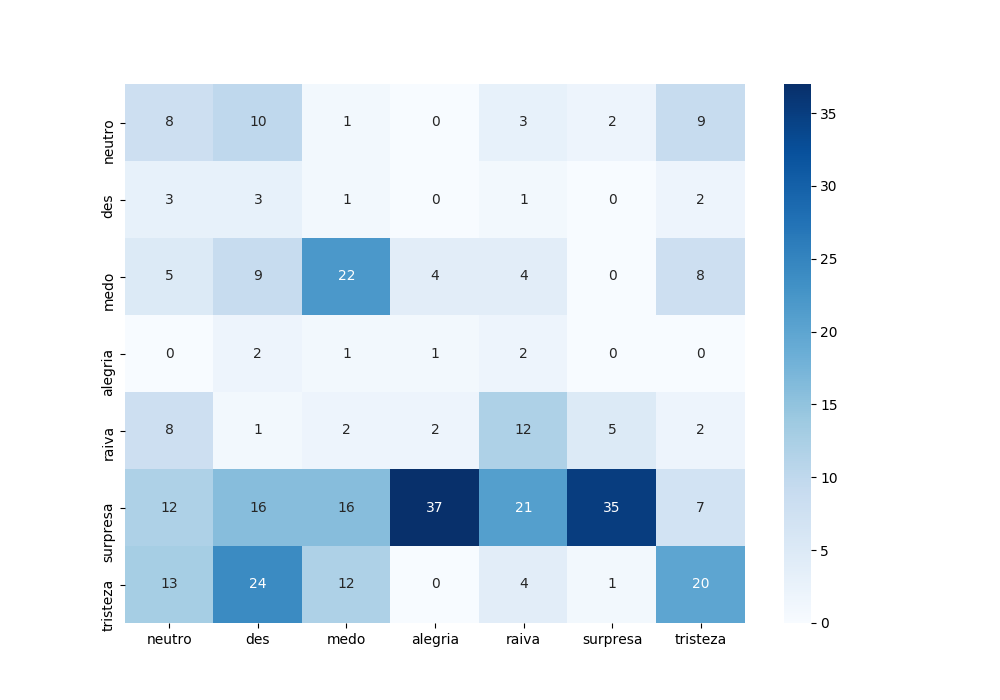 neutro 8 10 1 0 3 2 9
des 3 3 1 0 1 0 2
medo 5 9 22 4 4 0 8
alegria 0 2 1 1 2 0 0
raiva 8 1 2 2 12 5 2
surpresa 12 16 16 37 21 35 7
tristeza 13 24 12 0 4 1 20
neutro des medo alegria raiva surpresa tristeza
35
30
25
20
15
10
5
0